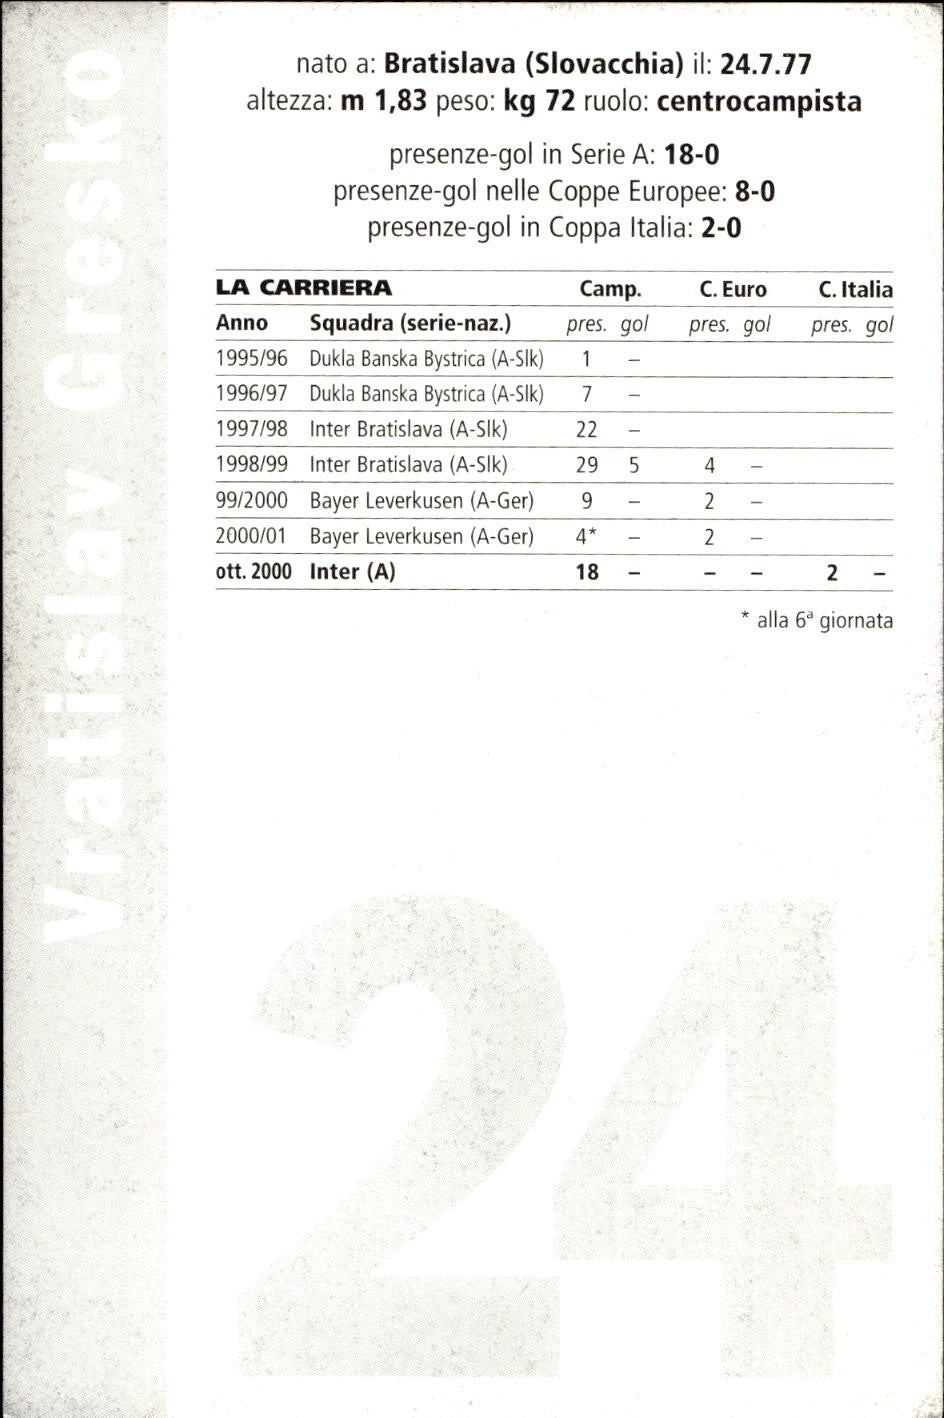 Vratislav Gresko
nato a: Bratislava (Slovacchia) il: 24.7.77
altezza: m 1,83 peso: kg 72 ruolo: centrocampista
presenze-gol in Serie A: 18-0
presenze-gol nelle Coppe Europee: 8-0
presenze-gol in Coppa Italia: 2-0
LA CARRIERA Camp. C. Euro C. Italia
Anno Squadra (serie-naz.) pres. gol pres. gol pres. gol
1995/96 Dukla Banska Bystrica (A-Slk) 1 –
1996/97 Dukla Banska Bystrica (A-Slk) 7 –
1997/98 Inter Bratislava (A-Slk) 22 –
1998/99 Inter Bratislava (A-Slk) 29 5 4 –
99/2000 Bayer Leverkusen (A-Ger) 9 – 2 –
2000/01 Bayer Leverkusen (A-Ger) 4* – 2 –
ott. 2000 Inter (A) 18 – – – 2 –
* alla 6ª giornata
24